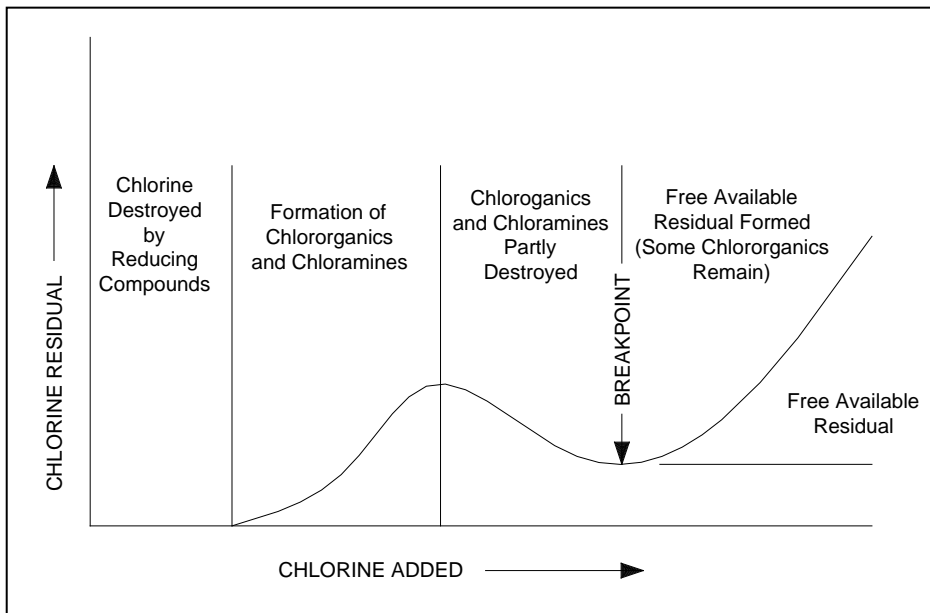 CHLORINE RESIDUAL
Chlorine
Destroyed
by
Reducing
Compounds
Formation of
Chlororganics
and Chloramines
Chloroganics
and Chloramines
Partly
Destroyed
BREAKPOINT
Free Available
Residual Formed
(Some Chlororganics
Remain)
Free Available
Residual
CHLORINE ADDED